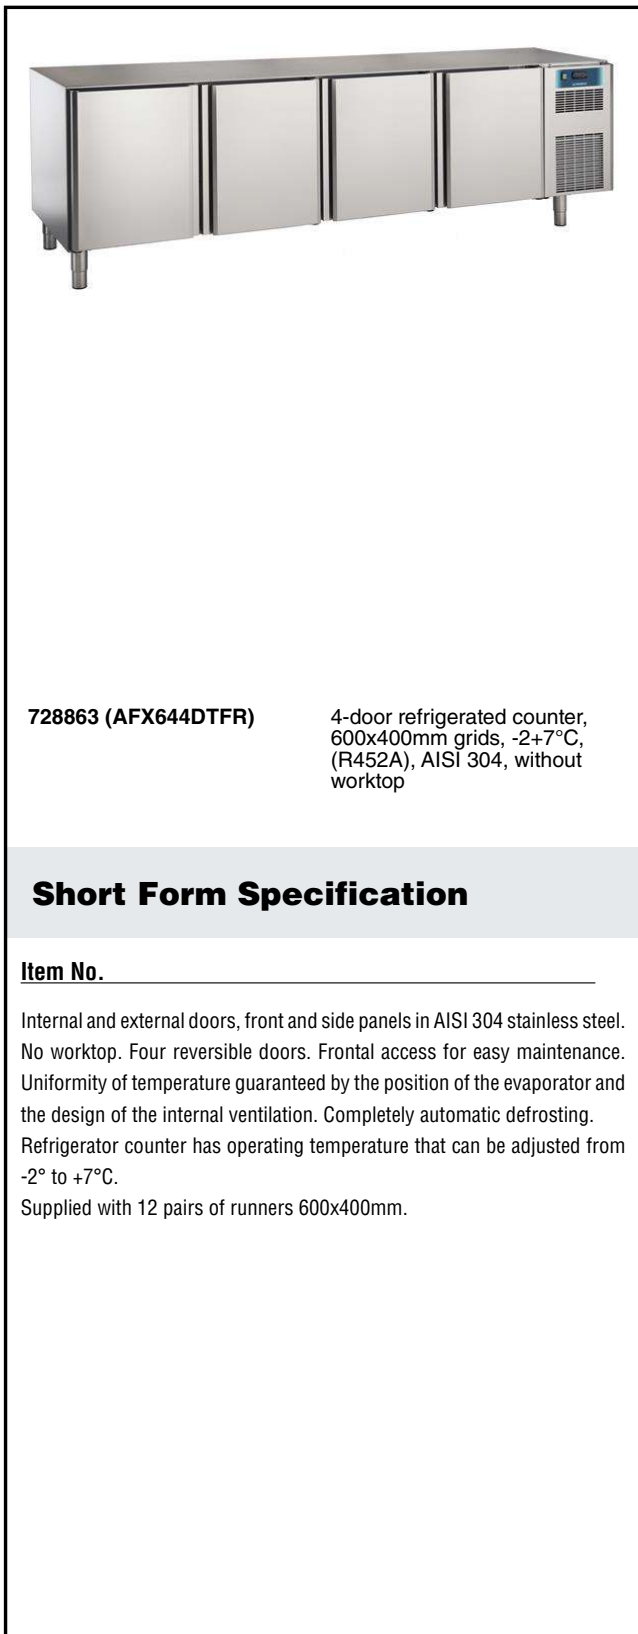 728863 (AFX644DTFR)
4-door refrigerated counter,
600x400mm grids, -2+7°C,
(R452A), AISI 304, without
worktop
Short Form Specification
Item No.
Internal and external doors, front and side panels in AISI 304 stainless steel.
No worktop. Four reversible doors. Frontal access for easy maintenance.
Uniformity of temperature guaranteed by the position of the evaporator and
the design of the internal ventilation. Completely automatic defrosting.
Refrigerator counter has operating temperature that can be adjusted from
-2° to +7°C.
Supplied with 12 pairs of runners 600x400mm.